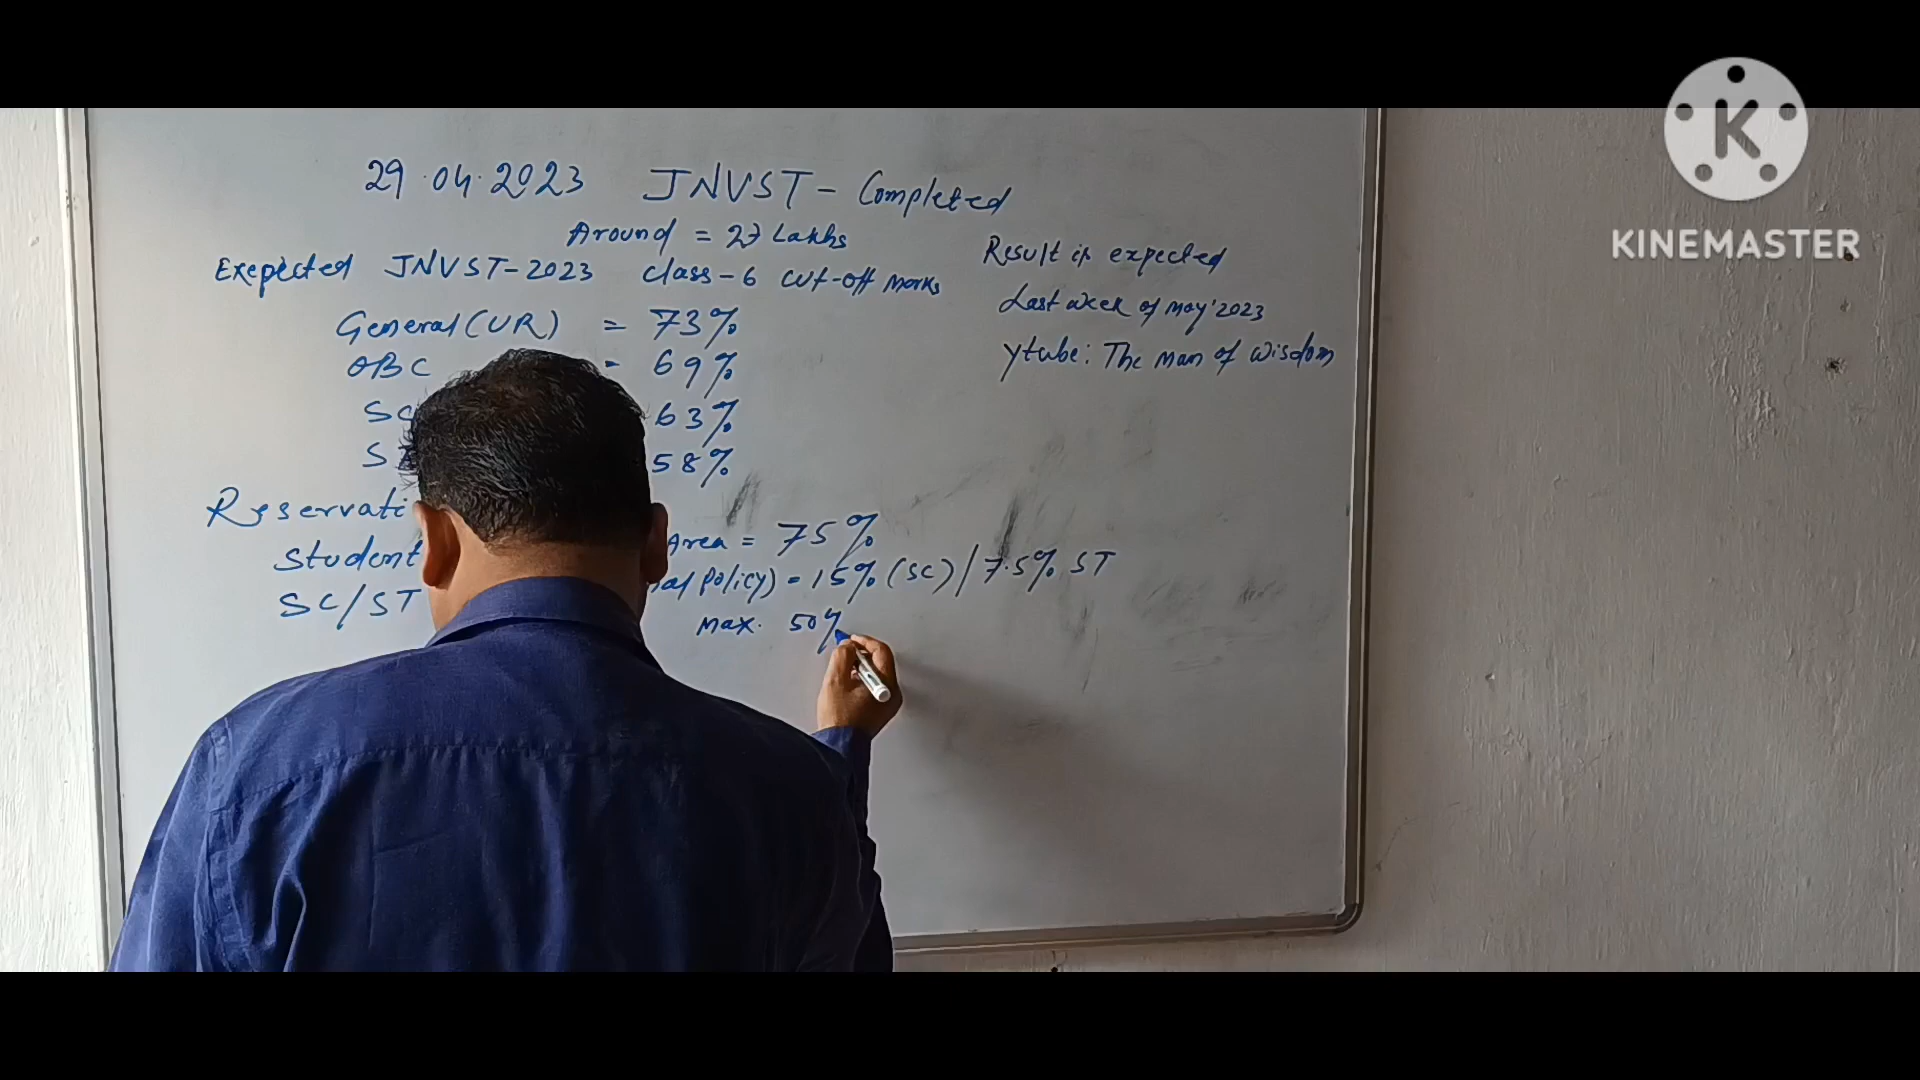 29.04.2023 JNVST - Completed
Around = 27 Lakhs
Exepected JNVST-2023 class-6 cut-off Marks
General (UR) = 73%
OBC = 69%
SC 63%
S 58%
Reservati
Student Area = 75%
SC/ST nal policy) = 15% (SC) / 7.5% ST
Max. 50%
Result is expected
Last week of may'2023
Ytube: The Man of Wisdom
K
KINEMASTER